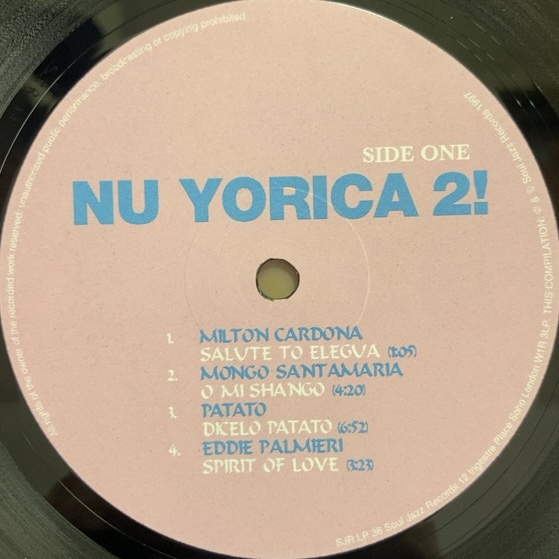 SIDE ONE
NU YORICA 2!
1. MILTON CARDONA
SALUTE TO ELEGUA (1:05)
2. MONGO SANTAMARIA
O MI SHANGO (4:20)
3. PATATO
DICELO PATATO (6:52)
4. EDDIE PALMIERI
SPIRIT OF LOVE (3:23)
All rights of the owner of the recorded work reserved. Unauthorised public performance, broadcasting or copying prohibited.
SJR LP 38 Soul Jazz Records 12 Ingestre Place Soho London W1R 3LP. THIS COMPILATION ℗ & © Soul Jazz Records 1997